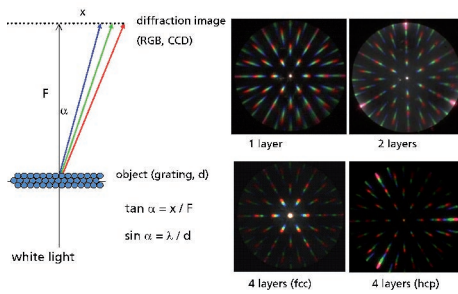 x
diffraction image
(RGB, CCD)
F
α
object (grating, d)
tan α = x / F
sin α = λ / d
white light
1 layer
2 layers
4 layers (fcc)
4 layers (hcp)